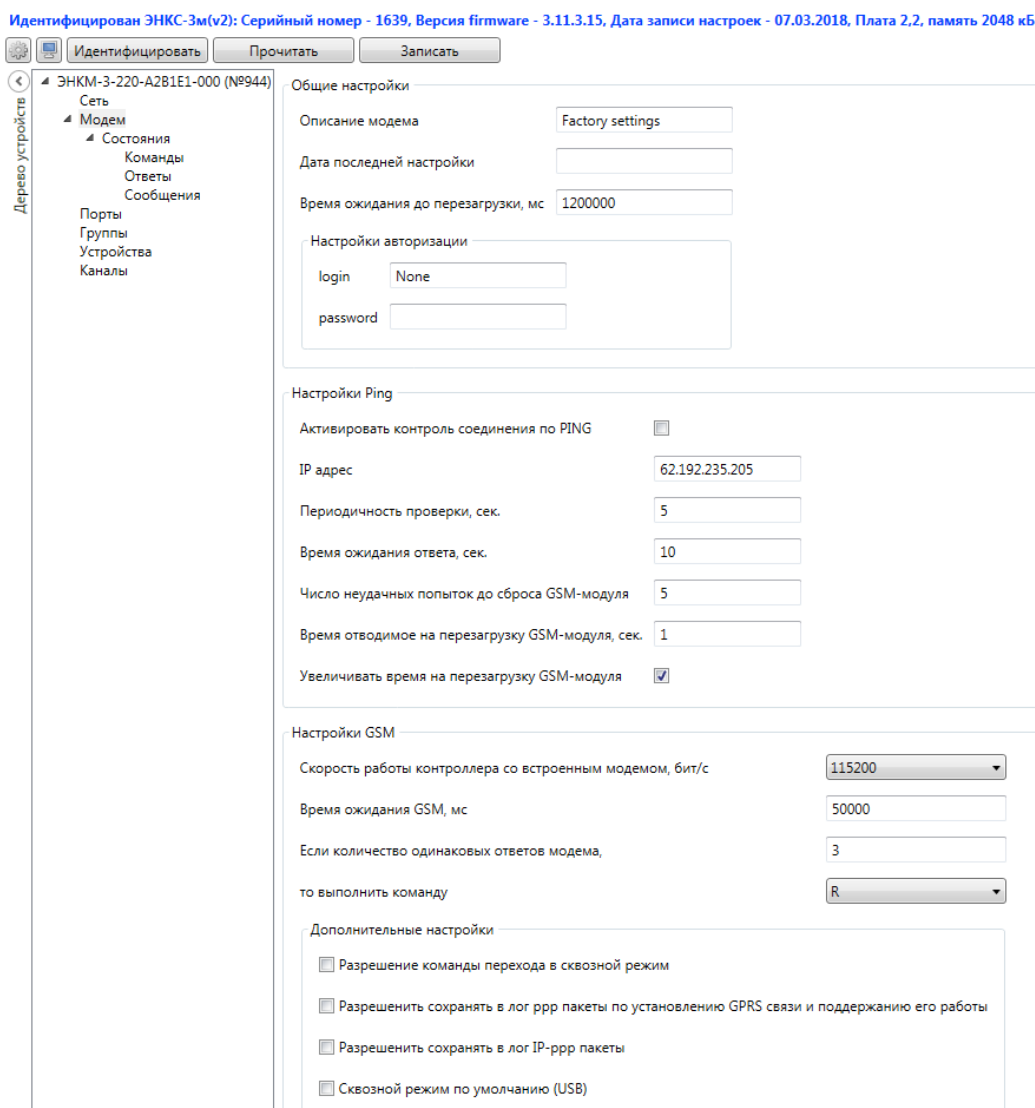 Идентифицирован ЭНКС-3м(v2): Серийный номер - 1639, Версия firmware - 3.11.3.15, Дата записи настроек - 07.03.2018, Плата 2,2, память 2048 кБ
Идентифицировать Прочитать Записать
Дерево устройств
ЭНКМ-3-220-A2B1E1-000 (№944)
Сеть
Модем
Состояния
Команды
Ответы
Сообщения
Порты
Группы
Устройства
Каналы
Общие настройки
Описание модема Factory settings
Дата последней настройки
Время ожидания до перезагрузки, мс 1200000
Настройки авторизации
login None
password
Настройки Ping
Активировать контроль соединения по PING
IP адрес 62.192.235.205
Периодичность проверки, сек. 5
Время ожидания ответа, сек. 10
Число неудачных попыток до сброса GSM-модуля 5
Время отводимое на перезагрузку GSM-модуля, сек. 1
Увеличивать время на перезагрузку GSM-модуля
Настройки GSM
Скорость работы контроллера со встроенным модемом, бит/с 115200
Время ожидания GSM, мс 50000
Если количество одинаковых ответов модема, 3
то выполнить команду R
Дополнительные настройки
Разрешение команды перехода в сквозной режим
Разрешенить сохранять в лог ppp пакеты по установлению GPRS связи и поддержанию его работы
Разрешенить сохранять в лог IP-ppp пакеты
Сквозной режим по умолчанию (USB)